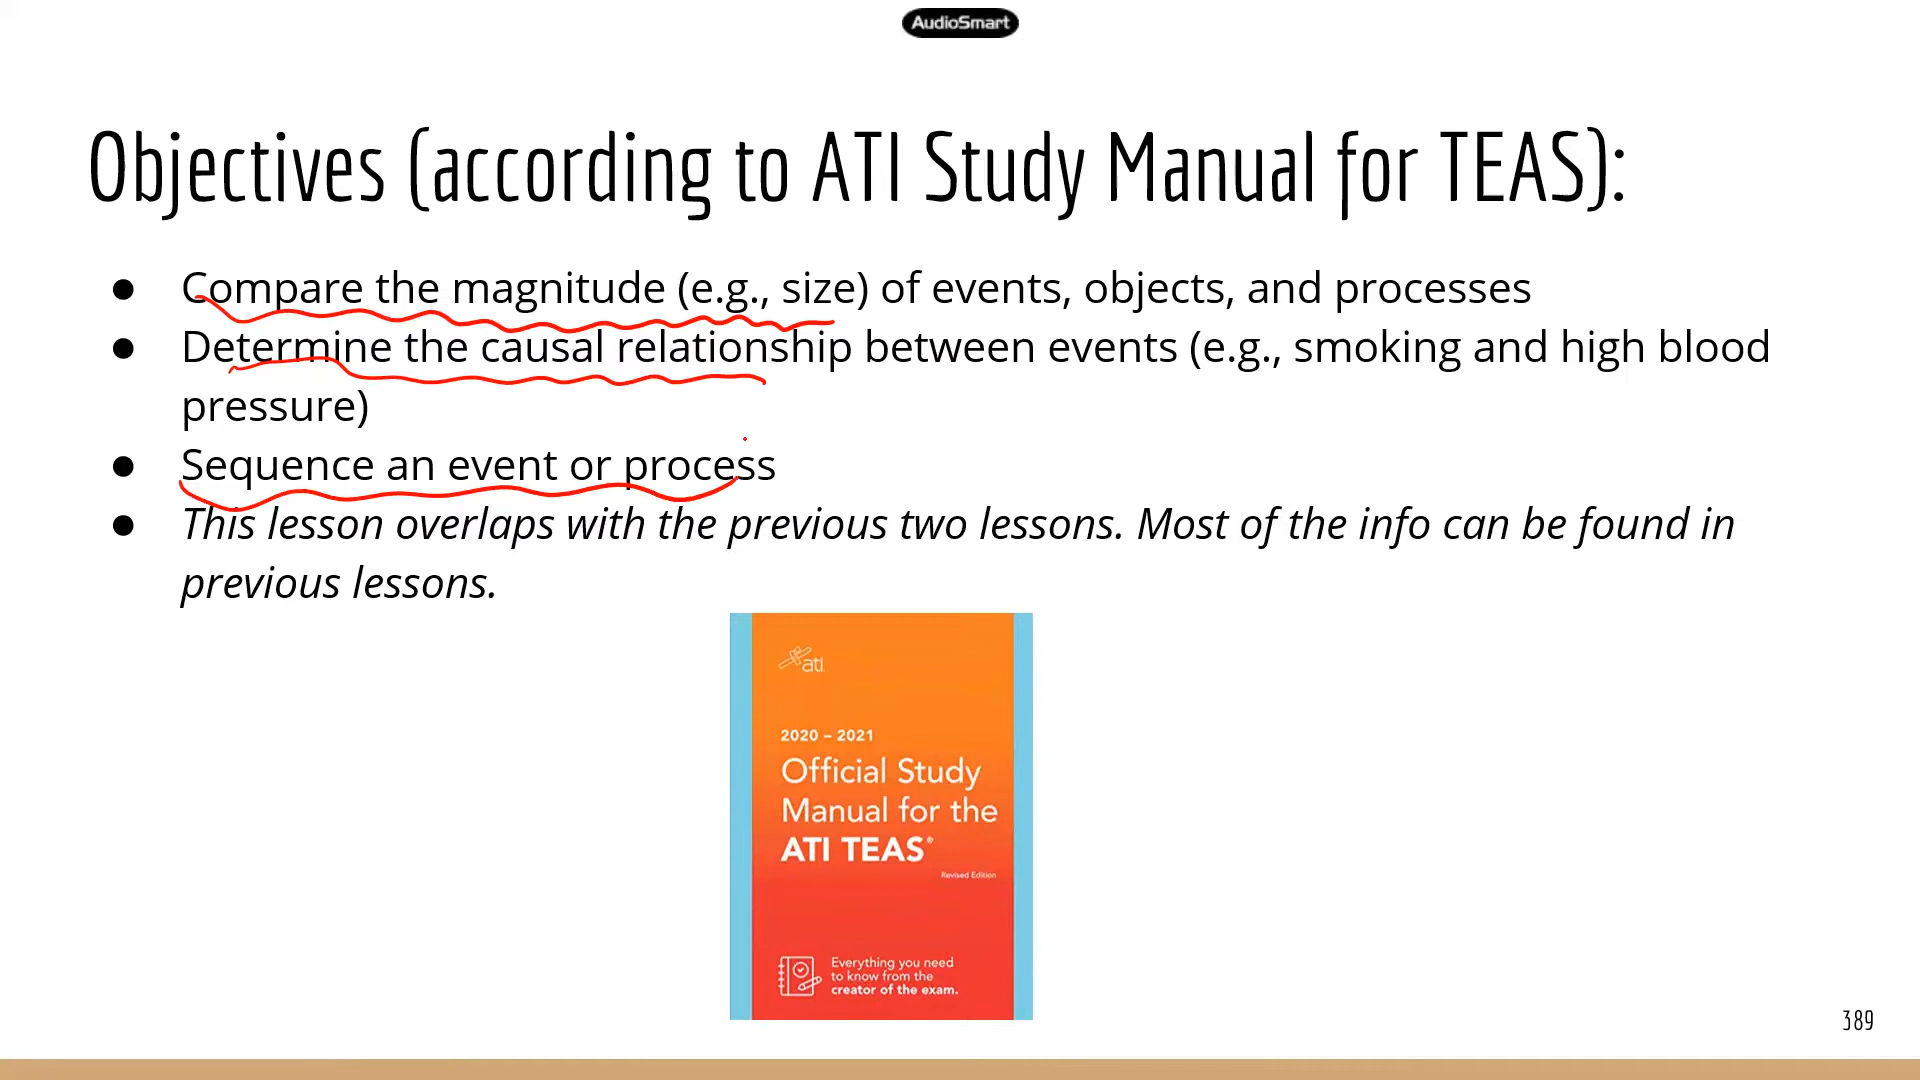 AudioSmart
Objectives (according to ATI Study Manual for TEAS):
● Compare the magnitude (e.g., size) of events, objects, and processes
● Determine the causal relationship between events (e.g., smoking and high blood
pressure)
● Sequence an event or process
● This lesson overlaps with the previous two lessons. Most of the info can be found in
previous lessons.
ati
2020 – 2021
Official Study
Manual for the
ATI TEAS®
Revised Edition
Everything you need
to know from the
creator of the exam.
389